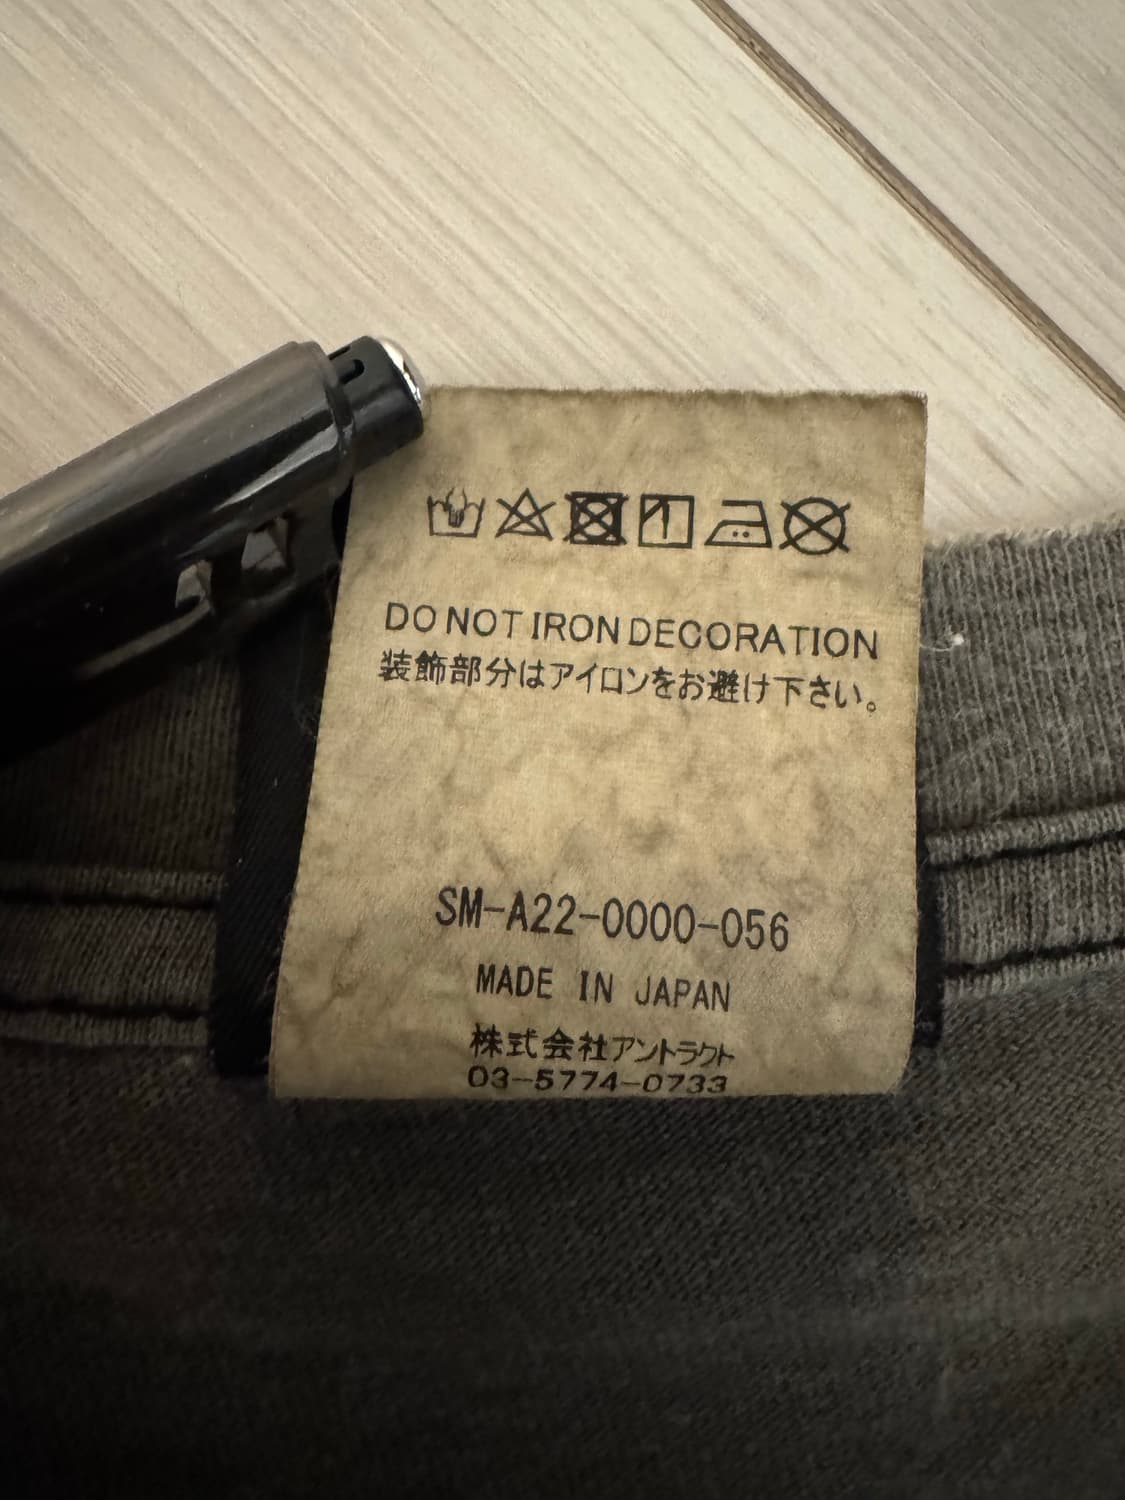 DO NOT IRON DECORATION
装飾部分はアイロンをお避け下さい。
SM-A22-0000-056
MADE IN JAPAN
株式会社アントラクト
03-5774-0733